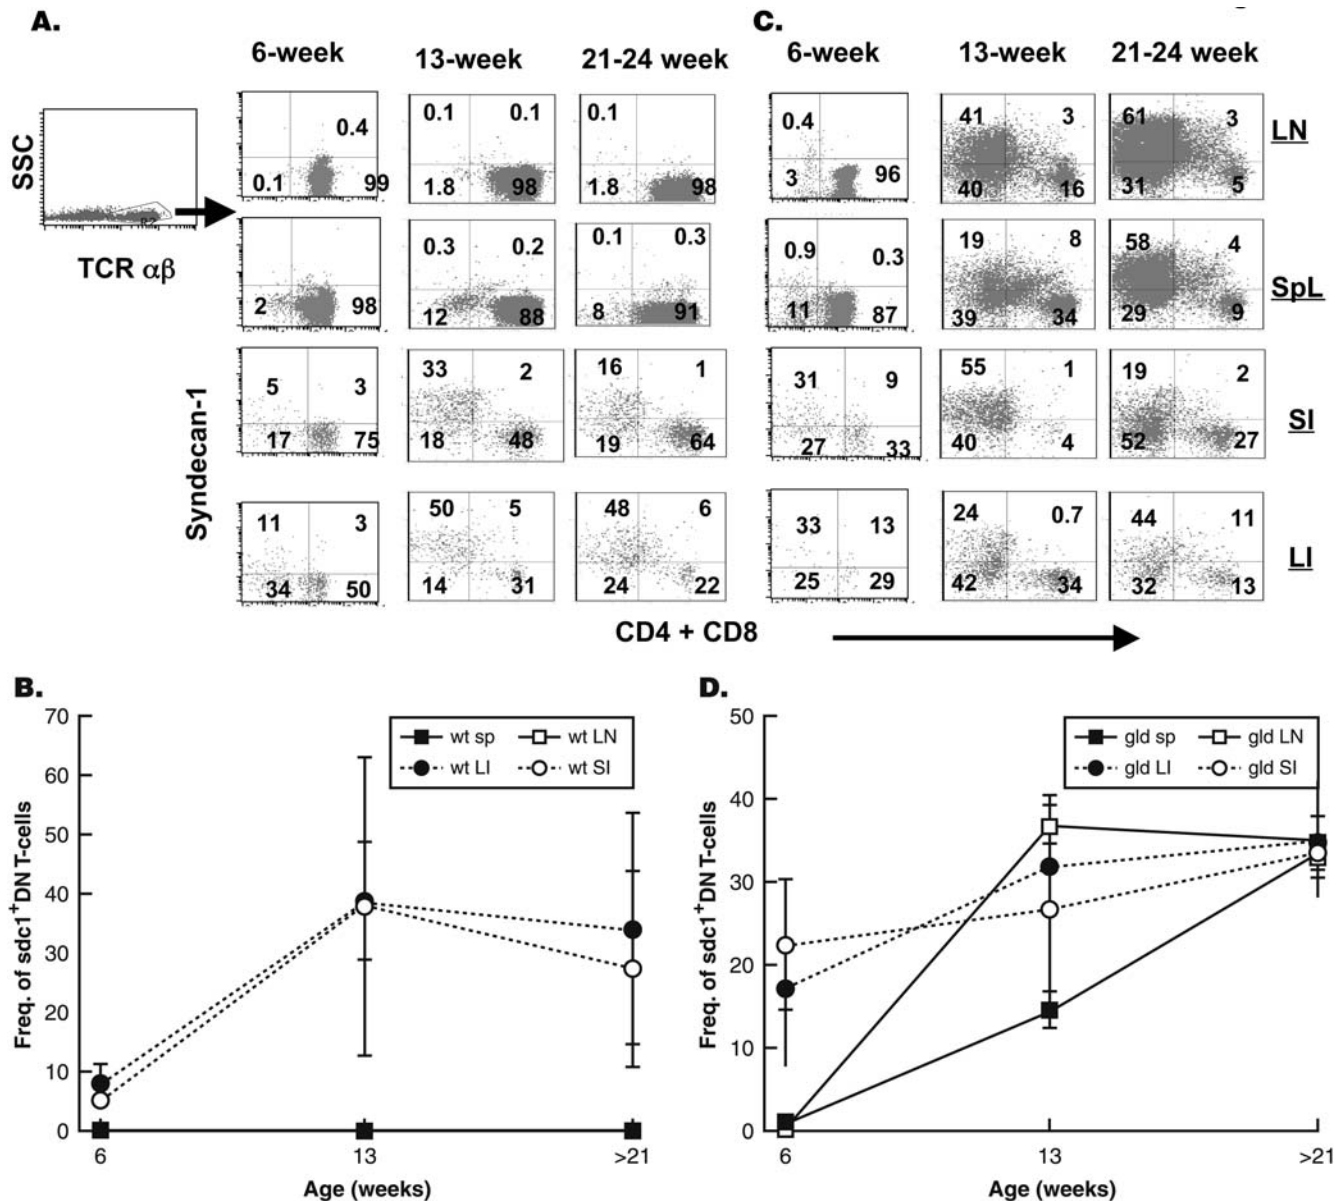 A.
C.
6-week 13-week 21-24 week
6-week 13-week 21-24 week
SSC
TCR αβ
0.4
0.1 99
0.1 0.1
1.8 98
0.1
1.8 98
0.4
3 96
41 3
40 16
61 3
31 5
LN
2 98
0.3 0.2
12 88
0.1 0.3
8 91
0.9 0.3
11 87
19 8
39 34
58 4
29 9
SpL
Syndecan-1
5 3
17 75
33 2
18 48
16 1
19 64
31 9
27 33
55 1
40 4
19 2
52 27
SI
11 3
34 50
50 5
14 31
48 6
24 22
33 13
25 29
24 0.7
42 34
44 11
32 13
LI
CD4 + CD8
B.
Freq. of sdc1⁺DN T-cells
70
60
50
40
30
20
10
0
wt sp wt LN
wt LI wt SI
6 13 >21
Age (weeks)
D.
Freq. of sdc1⁺DN T-cells
50
40
30
20
10
0
gld sp gld LN
gld LI gld SI
6 13 >21
Age (weeks)